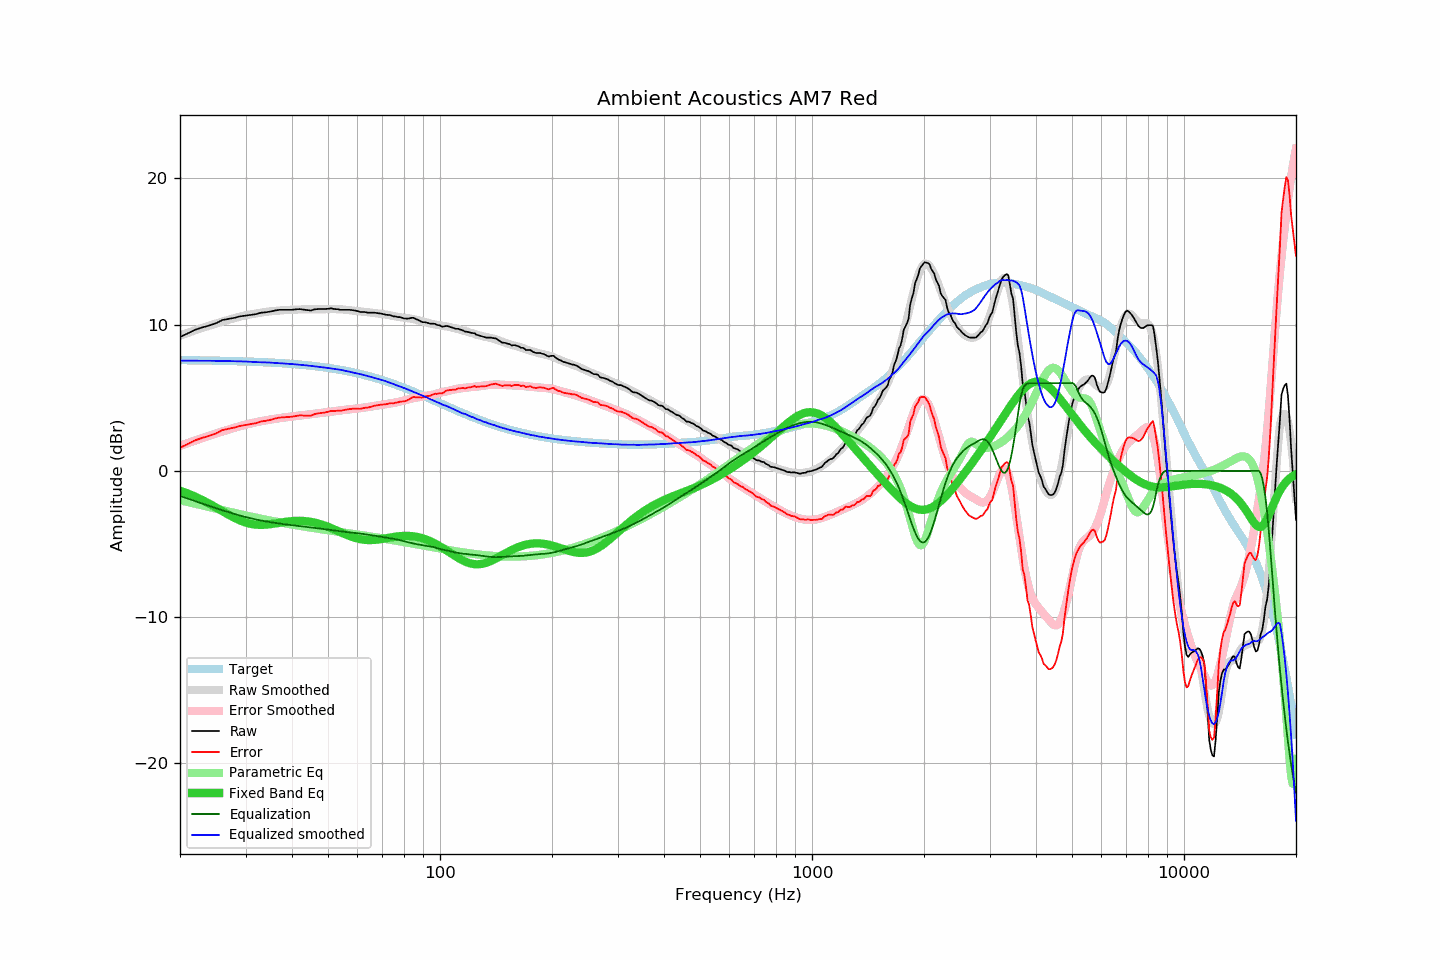 Ambient Acoustics AM7 Red
Amplitude (dBr)
20
10
0
−10
−20
Target
Raw Smoothed
Error Smoothed
Raw
Error
Parametric Eq
Fixed Band Eq
Equalization
Equalized smoothed
100
1000
10000
Frequency (Hz)